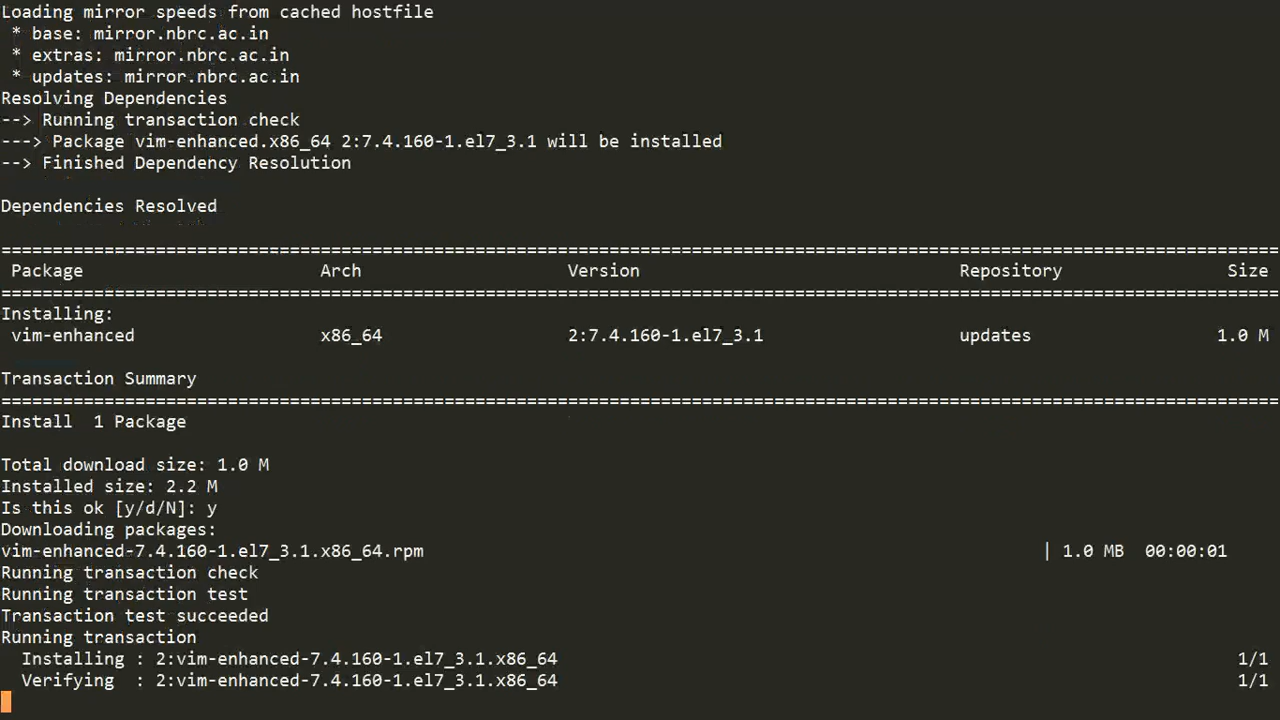 Loading mirror speeds from cached hostfile
 * base: mirror.nbrc.ac.in
 * extras: mirror.nbrc.ac.in
 * updates: mirror.nbrc.ac.in
Resolving Dependencies
--> Running transaction check
---> Package vim-enhanced.x86_64 2:7.4.160-1.el7_3.1 will be installed
--> Finished Dependency Resolution
Dependencies Resolved
================================================================================
 Package Arch Version Repository Size
================================================================================
Installing:
 vim-enhanced x86_64 2:7.4.160-1.el7_3.1 updates 1.0 M
Transaction Summary
================================================================================
Install  1 Package
Total download size: 1.0 M
Installed size: 2.2 M
Is this ok [y/d/N]: y
Downloading packages:
vim-enhanced-7.4.160-1.el7_3.1.x86_64.rpm | 1.0 MB  00:00:01
Running transaction check
Running transaction test
Transaction test succeeded
Running transaction
  Installing : 2:vim-enhanced-7.4.160-1.el7_3.1.x86_64 1/1
  Verifying  : 2:vim-enhanced-7.4.160-1.el7_3.1.x86_64 1/1